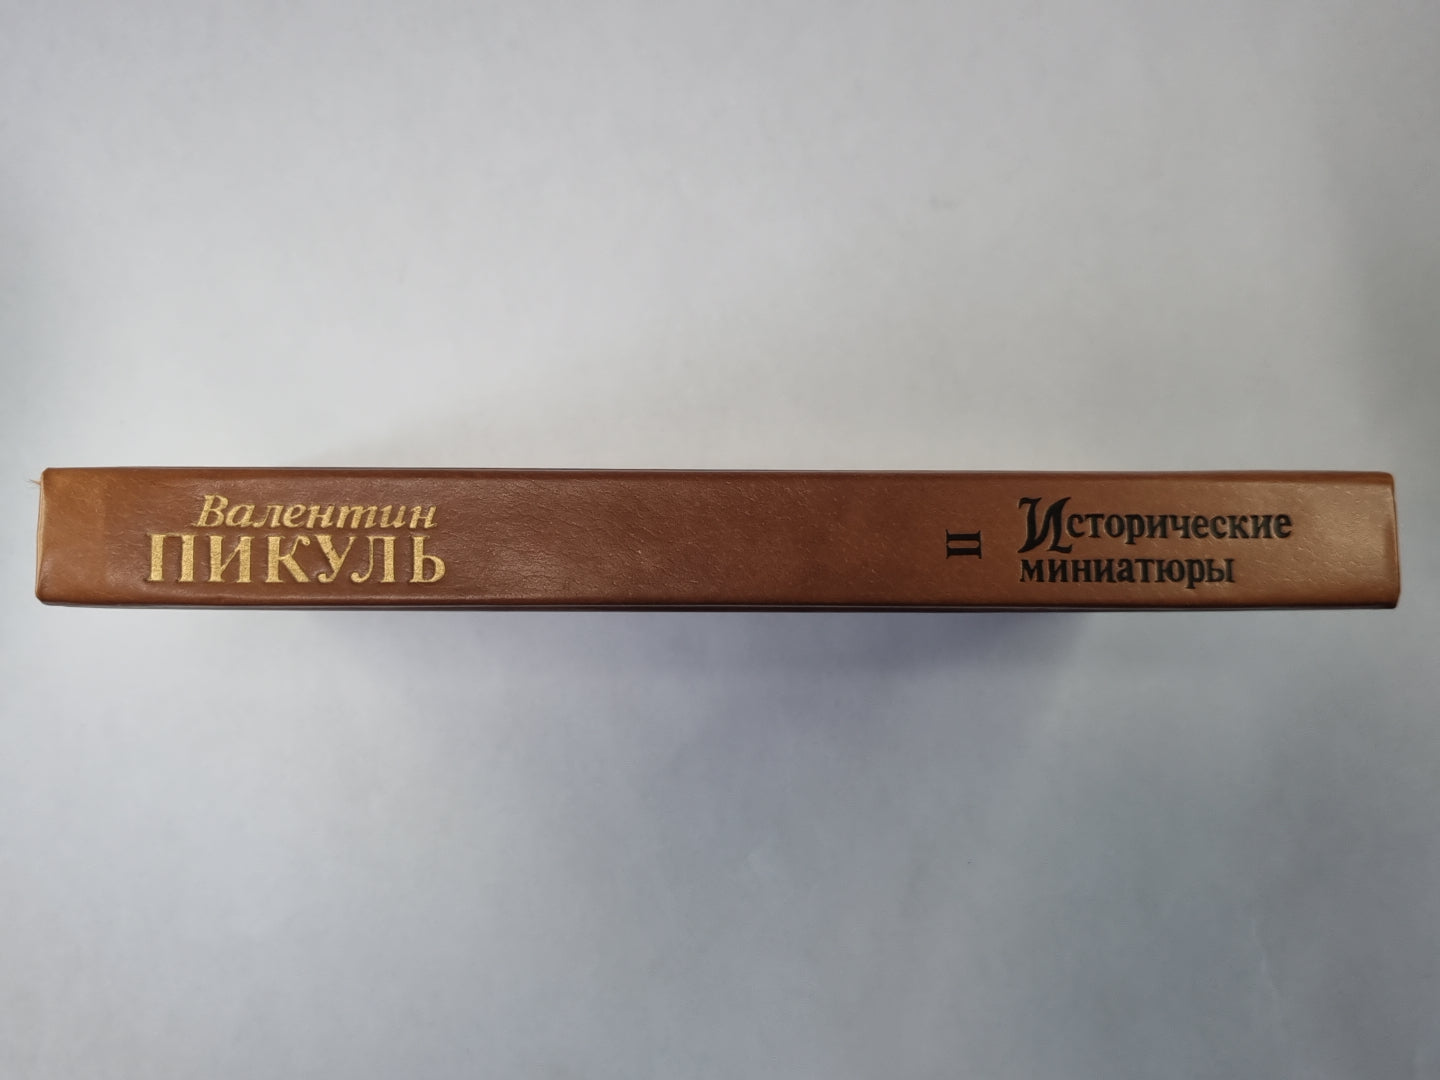 Валентин
ПИКУЛЬ
II
Исторические
миниатюры